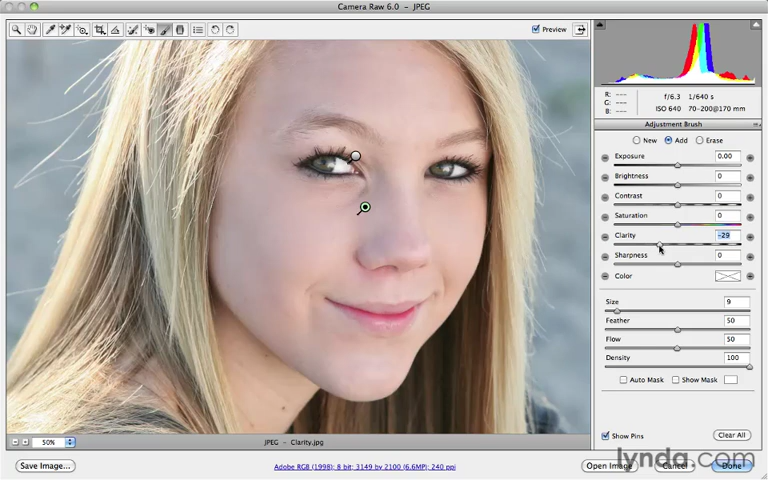 Camera Raw 6.0 - JPEG
Preview
R: ---
G: ---
B: ---
f/6.3 1/640 s
ISO 640 70-200@170 mm
Adjustment Brush
New Add Erase
Exposure 0.00
Brightness 0
Contrast 0
Saturation 0
Clarity -29
Sharpness 0
Color
Size 9
Feather 50
Flow 50
Density 100
Auto Mask Show Mask
Show Pins Clear All
50% JPEG - Clarity.jpg
Save Image... Adobe RGB (1998); 8 bit; 3149 by 2100 (6.6MP); 240 ppi Open Image Cancel Done
lynda.com